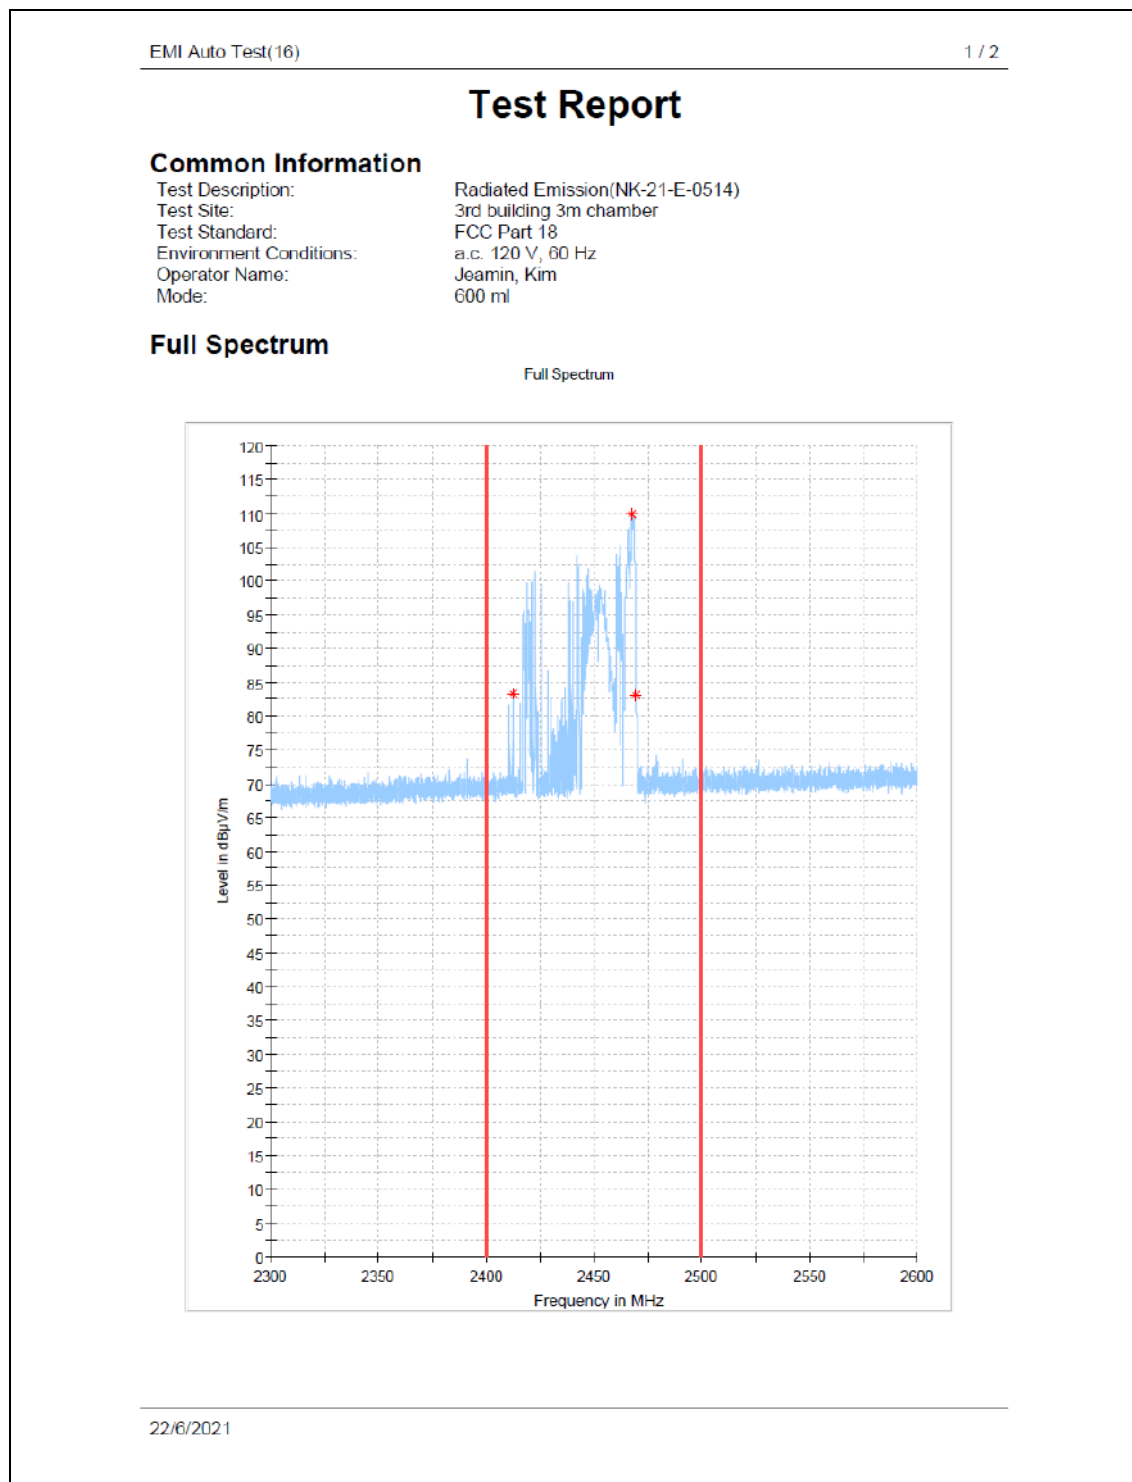 EMI Auto Test(16) 1 / 2
Test Report
Common Information
Test Description: Radiated Emission(NK-21-E-0514)
Test Site: 3rd building 3m chamber
Test Standard: FCC Part 18
Environment Conditions: a.c. 120 V, 60 Hz
Operator Name: Jeamin, Kim
Mode: 600 ml
Full Spectrum
Full Spectrum
120
115
110
105
100
95
90
85
80
75
70
65
60
55
50
45
40
35
30
25
20
15
10
5
0
Level in dBµV/m
2300 2350 2400 2450 2500 2550 2600
Frequency in MHz
22/6/2021